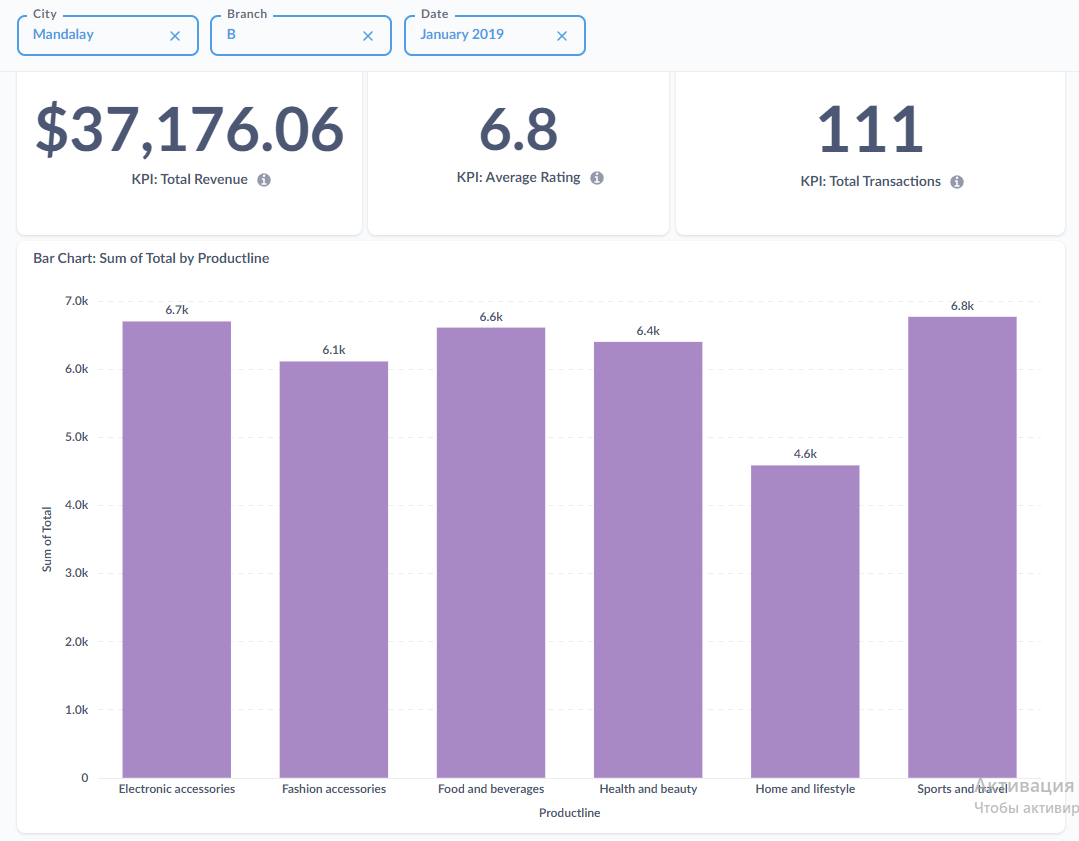 City
Branch
Date
Mandalay
B
January 2019
$37,176.06
6.8
111
KPI: Total Revenue
KPI: Average Rating
KPI: Total Transactions
Bar Chart: Sum of Total by Productline
7.0k
6.0k
5.0k
4.0k
3.0k
2.0k
1.0k
0
Sum of Total
6.7k
6.1k
6.6k
6.4k
4.6k
6.8k
Electronic accessories
Fashion accessories
Food and beverages
Health and beauty
Home and lifestyle
Sports and travel
Productline
Активация
Чтобы активир